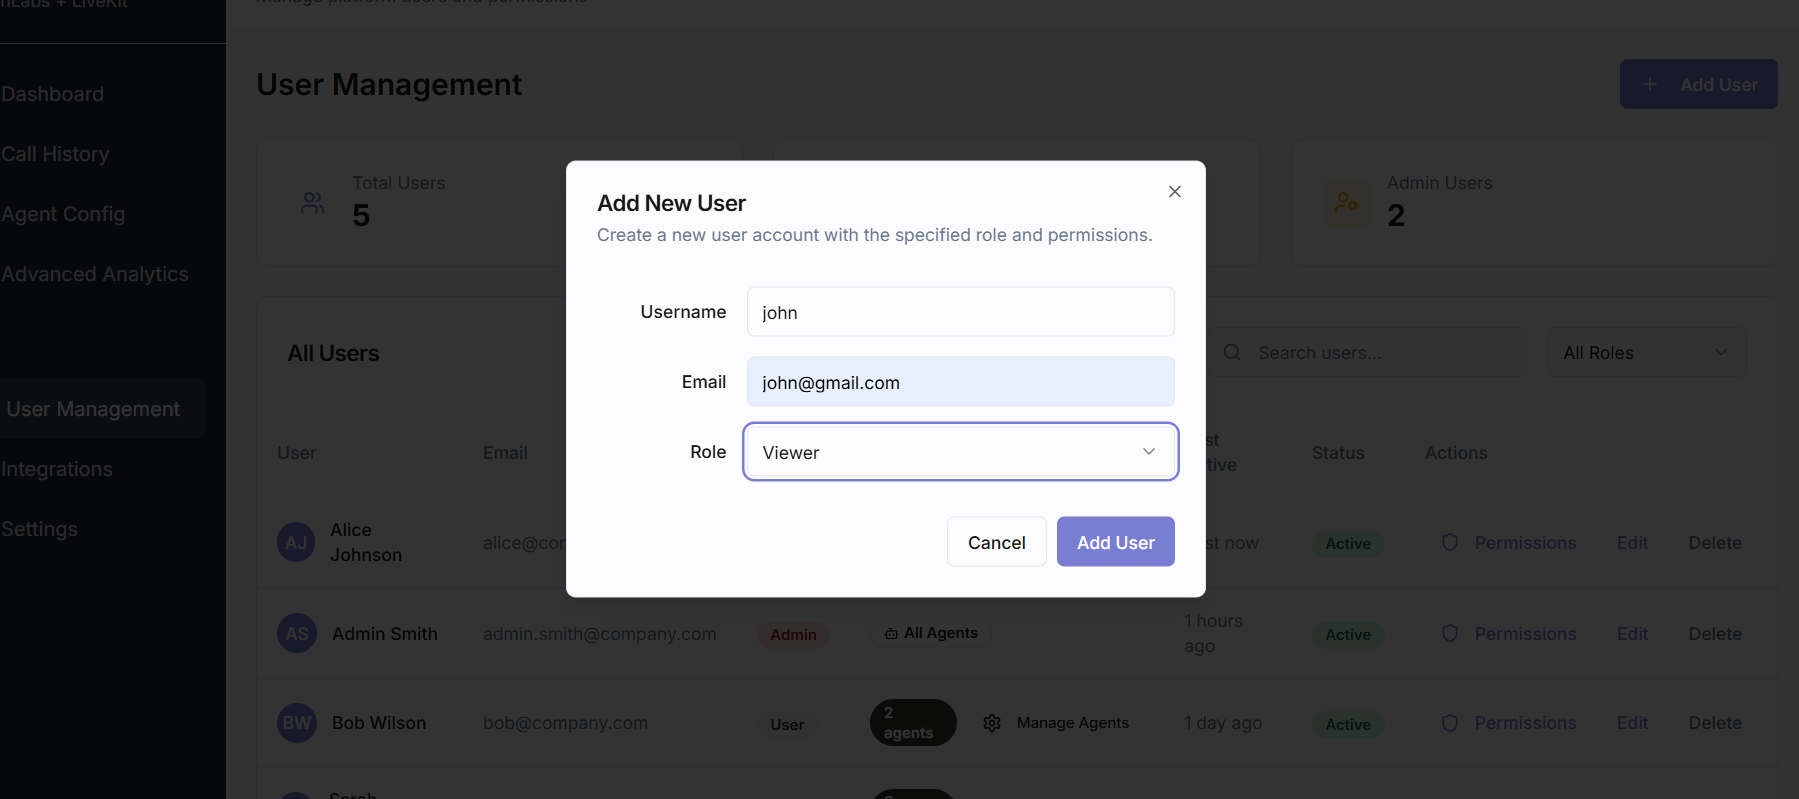 nLabs + LiveKit
Manage platform users and permissions
Dashboard
Call History
Agent Config
Advanced Analytics
User Management
Integrations
Settings
User Management
+ Add User
Total Users
5
Admin Users
2
All Users
Search users...
All Roles
User
Email
st
tive
Status
Actions
AJ
Alice
Johnson
alice@con
st now
Active
Permissions
Edit
Delete
AS
Admin Smith
admin.smith@company.com
Admin
All Agents
1 hours
ago
Active
Permissions
Edit
Delete
BW
Bob Wilson
bob@company.com
User
2
agents
Manage Agents
1 day ago
Active
Permissions
Edit
Delete
Sarah
Add New User
Create a new user account with the specified role and permissions.
Username
john
Email
john@gmail.com
Role
Viewer
Cancel
Add User